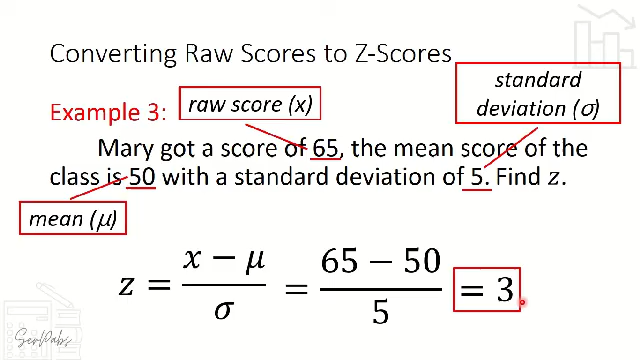 Converting Raw Scores to Z-Scores
standard
deviation (σ)
Example 3:
raw score (x)
Mary got a score of 65, the mean score of the
class is 50 with a standard deviation of 5. Find z.
mean (μ)
z = (x − μ)/σ = (65 − 50)/5 = 3.
SerPabs